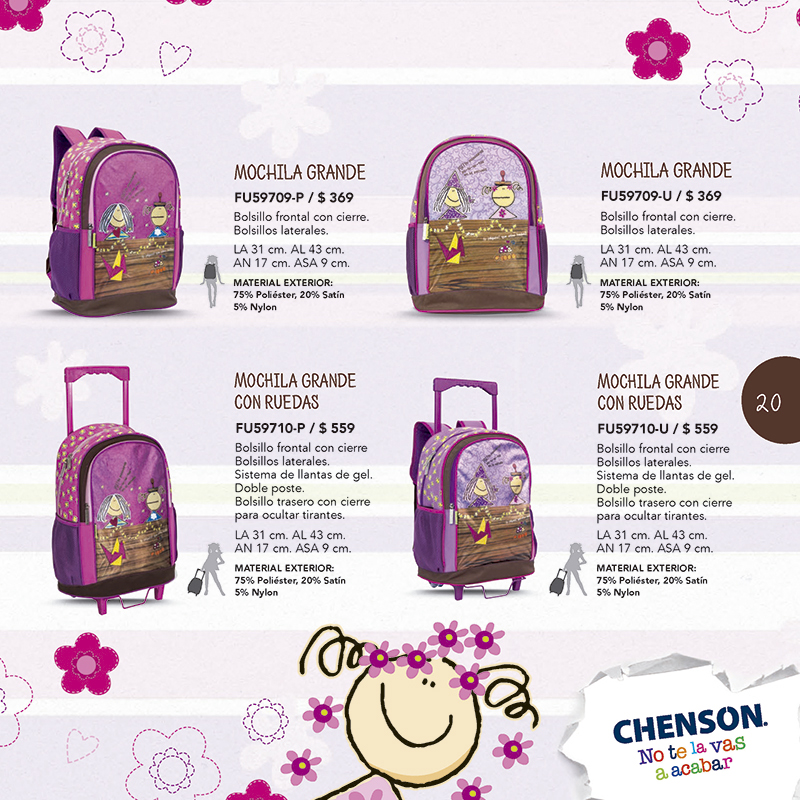 MOCHILA GRANDE
FU59709-P / $ 369
Bolsillo frontal con cierre.
Bolsillos laterales.
LA 31 cm. AL 43 cm.
AN 17 cm. ASA 9 cm.
MATERIAL EXTERIOR:
75% Poliéster, 20% Satín
5% Nylon
MOCHILA GRANDE
FU59709-U / $ 369
Bolsillo frontal con cierre.
Bolsillos laterales.
LA 31 cm. AL 43 cm.
AN 17 cm. ASA 9 cm.
MATERIAL EXTERIOR:
75% Poliéster, 20% Satín
5% Nylon
MOCHILA GRANDE
CON RUEDAS
FU59710-P / $ 559
Bolsillo frontal con cierre
Bolsillos laterales.
Sistema de llantas de gel.
Doble poste.
Bolsillo trasero con cierre
para ocultar tirantes.
LA 31 cm. AL 43 cm.
AN 17 cm. ASA 9 cm.
MATERIAL EXTERIOR:
75% Poliéster, 20% Satín
5% Nylon
MOCHILA GRANDE
CON RUEDAS
FU59710-U / $ 559
Bolsillo frontal con cierre
Bolsillos laterales.
Sistema de llantas de gel.
Doble poste.
Bolsillo trasero con cierre
para ocultar tirantes.
LA 31 cm. AL 43 cm.
AN 17 cm. ASA 9 cm.
MATERIAL EXTERIOR:
75% Poliéster, 20% Satín
5% Nylon
20
CHENSON.
No te la vas
a acabar